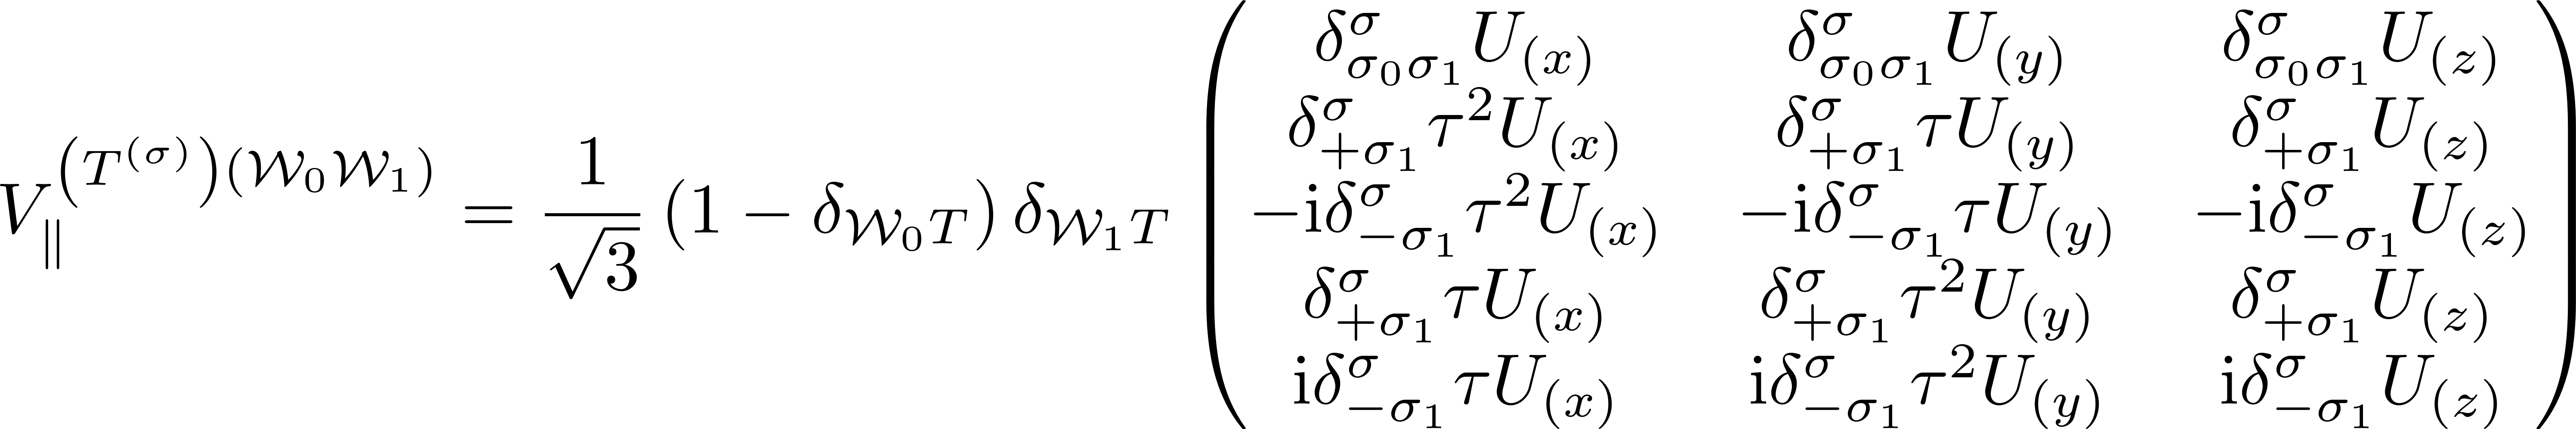 V_{\parallel}^{\left(T^{(\sigma)}\right)(\mathcal{W}_0\mathcal{W}_1)} = \frac{1}{\sqrt{3}} \left(1 - \delta_{\mathcal{W}_0 T}\right) \delta_{\mathcal{W}_1 T} \begin{pmatrix} \delta^{\sigma}_{\sigma_0\sigma_1} U_{(x)} & \delta^{\sigma}_{\sigma_0\sigma_1} U_{(y)} & \delta^{\sigma}_{\sigma_0\sigma_1} U_{(z)} \\
\delta^{\sigma}_{+\sigma_1} \tau^2 U_{(x)} & \delta^{\sigma}_{+\sigma_1} \tau U_{(y)} & \delta^{\sigma}_{+\sigma_1} U_{(z)} \\
-\mathrm{i}\delta^{\sigma}_{-\sigma_1} \tau^2 U_{(x)} & -\mathrm{i}\delta^{\sigma}_{-\sigma_1} \tau U_{(y)} & -\mathrm{i}\delta^{\sigma}_{-\sigma_1} U_{(z)} \\
\delta^{\sigma}_{+\sigma_1} \tau U_{(x)} & \delta^{\sigma}_{+\sigma_1} \tau^2 U_{(y)} & \delta^{\sigma}_{+\sigma_1} U_{(z)} \\
\mathrm{i}\delta^{\sigma}_{-\sigma_1} \tau U_{(x)} & \mathrm{i}\delta^{\sigma}_{-\sigma_1} \tau^2 U_{(y)} & \mathrm{i}\delta^{\sigma}_{-\sigma_1} U_{(z)} \end{pmatrix}